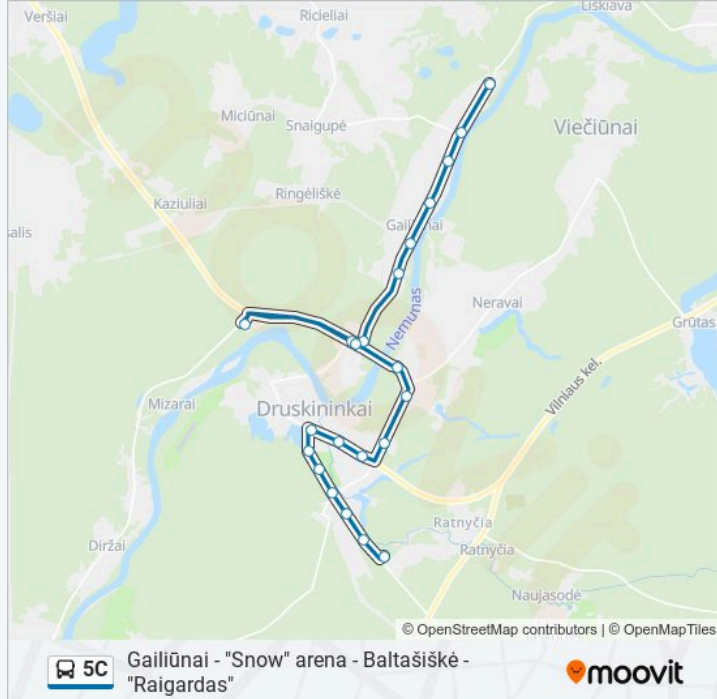 Veršiai
Ricieliai
Liškiava
Miciūnai
Snaigupė
Viečiūnai
Ringėliškė
Kaziuliai
salis
Gailiūnai
Nemunas
Neravai
Grūtas
Mizarai
Druskininkai
Vilniaus kel.
Ratnyčia
Ratnyčia
Diržai
Naujasodė
© OpenStreetMap contributors | © OpenMapTiles
5C
Gailiūnai - "Snow" arena - Baltašiškė -
"Raigardas"
moovit